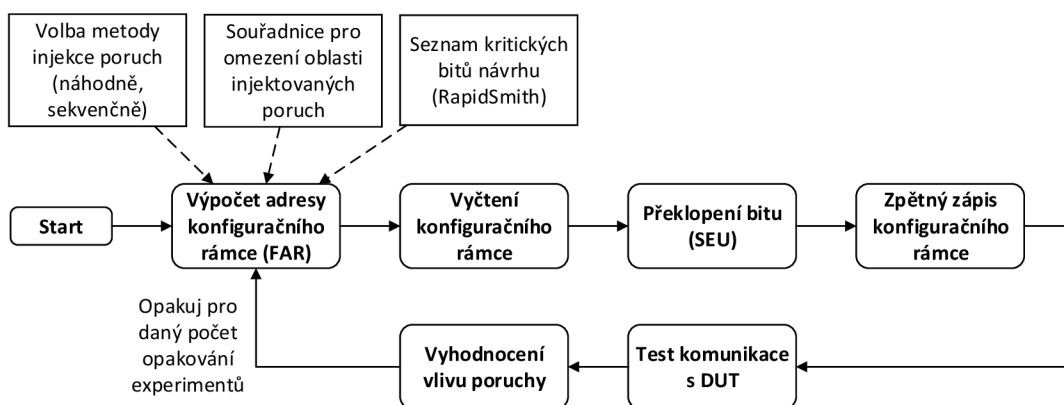 Volba metody
injekce poruch
(náhodně,
sekvenčně)
Souřadnice pro
omezení oblasti
injektovaných
poruch
Seznam kritických
bitů návrhu
(RapidSmith)
Start
Výpočet adresy
konfiguračního
rámce (FAR)
Vyčtení
konfiguračního
rámce
Překlopení bitu
(SEU)
Zpětný zápis
konfiguračního
rámce
Opakuj pro
daný počet
opakování
experimentů
Vyhodnocení
vlivu poruchy
Test komunikace
s DUT